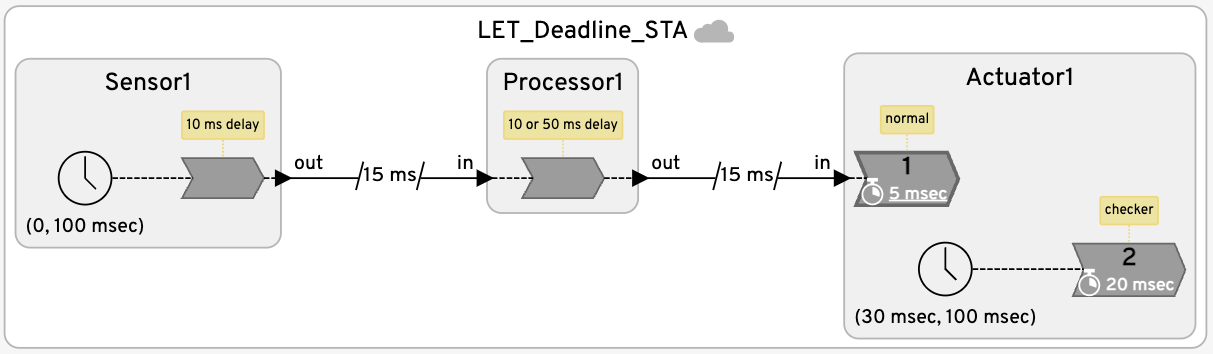 LET_Deadline_STA
Sensor1
10 ms delay
(0, 100 msec)
out
15 ms
in
Processor1
10 or 50 ms delay
out
15 ms
in
Actuator1
normal
1
5 msec
checker
2
20 msec
(30 msec, 100 msec)